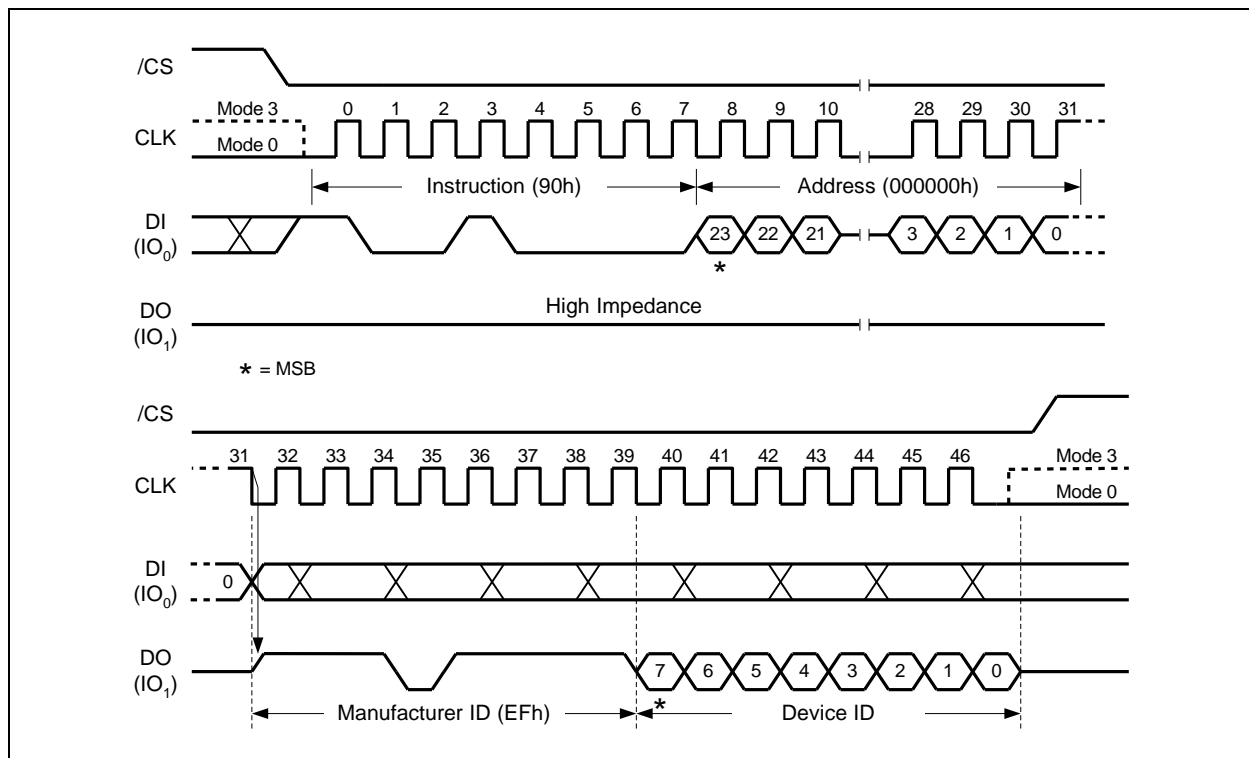 /CS
Mode 3 0 1 2 3 4 5 6 7 8 9 10 28 29 30 31
CLK
Mode 0
Instruction (90h) Address (000000h)
DI
(IO0)
23 22 21 3 2 1 0
*
High Impedance
DO
(IO1)
* = MSB
/CS
31 32 33 34 35 36 37 38 39 40 41 42 43 44 45 46 Mode 3
CLK
Mode 0
DI
(IO0)
0
DO
(IO1)
7 6 5 4 3 2 1 0
*
Manufacturer ID (EFh) Device ID